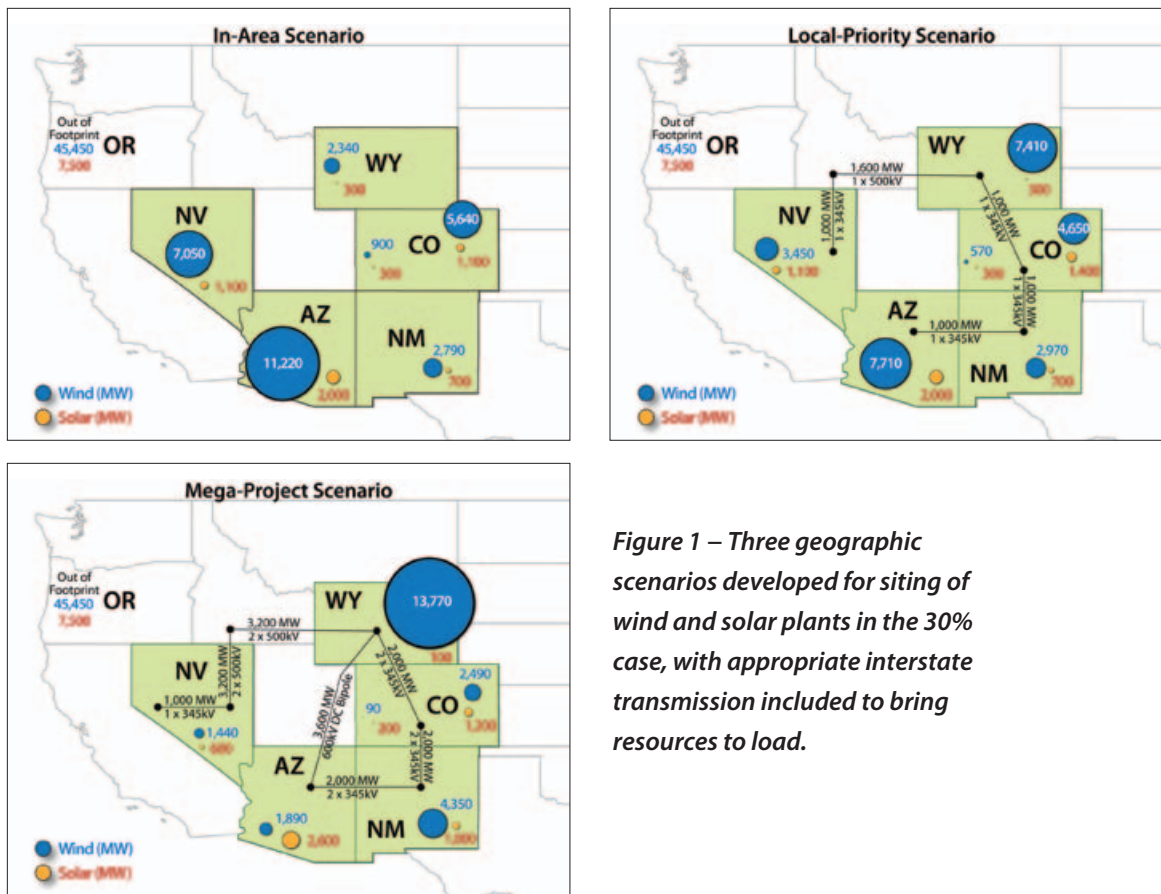 In-Area Scenario
Out of
Footprint
45,450
7,500
OR
WY
2,340
300
NV
7,050
1,100
5,640
900
CO
300
1,100
AZ
11,220
2,000
NM
2,790
700
Wind (MW)
Solar (MW)
Local-Priority Scenario
Out of
Footprint
45,450
7,500
OR
WY
7,410
300
1,600 MW
1 x 500kV
1,000 MW
1 x 345kV
1,000 MW
1 x 345kV
NV
3,450
1,100
570
CO
4,650
300
1,400
1,000 MW
1 x 345kV
AZ
1,000 MW
1 x 345kV
7,710
2,000
NM
2,970
700
Wind (MW)
Solar (MW)
Mega-Project Scenario
Out of
Footprint
45,450
7,500
OR
WY
13,770
100
3,200 MW
2 x 500kV
3,200 MW
2 x 500kV
2,000 MW
2 x 345kV
NV
1,000 MW
1 x 345kV
1,440
3,600 MW
600kV DC Bipole
90
200
CO
2,490
1,200
2,000 MW
2 x 345kV
AZ
2,000 MW
2 x 345kV
1,890
NM
4,350
Wind (MW)
Solar (MW)
Figure 1 – Three geographic
scenarios developed for siting of
wind and solar plants in the 30%
case, with appropriate interstate
transmission included to bring
resources to load.